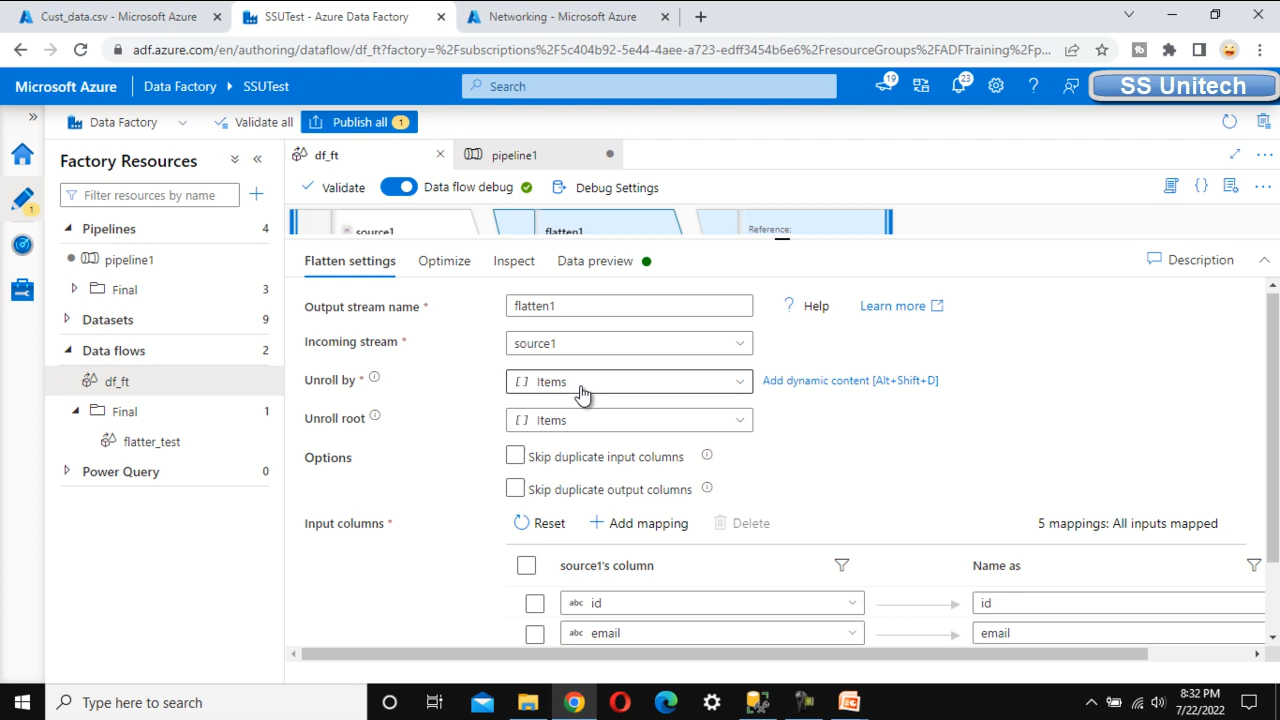 Cust_data.csv - Microsoft Azure
SSUTest - Azure Data Factory
Networking - Microsoft Azure
adf.azure.com/en/authoring/dataflow/df_ft?factory=%2Fsubscriptions%2F5c404b92-5e44-4aee-a723-edff3454b6e6%2FresourceGroups%2FADFTraining%2Fp...
Microsoft Azure
Data Factory
SSUTest
Search
19
23
SS Unitech
Data Factory
Validate all
Publish all
1
Factory Resources
df_ft
pipeline1
Filter resources by name
Validate
Data flow debug
Debug Settings
1
Pipelines
4
pipeline1
Final
3
Datasets
9
Data flows
2
df_ft
Final
1
flatter_test
Power Query
0
source1
flatten1
Reference:
Flatten settings
Optimize
Inspect
Data preview
Description
Output stream name *
flatten1
Help
Learn more
Incoming stream *
source1
Unroll by *
[ ] Items
Add dynamic content [Alt+Shift+D]
Unroll root
[ ] Items
Options
Skip duplicate input columns
Skip duplicate output columns
Input columns *
Reset
Add mapping
Delete
5 mappings: All inputs mapped
source1's column
Name as
abc id
id
abc email
email
Type here to search
8:32 PM
7/22/2022